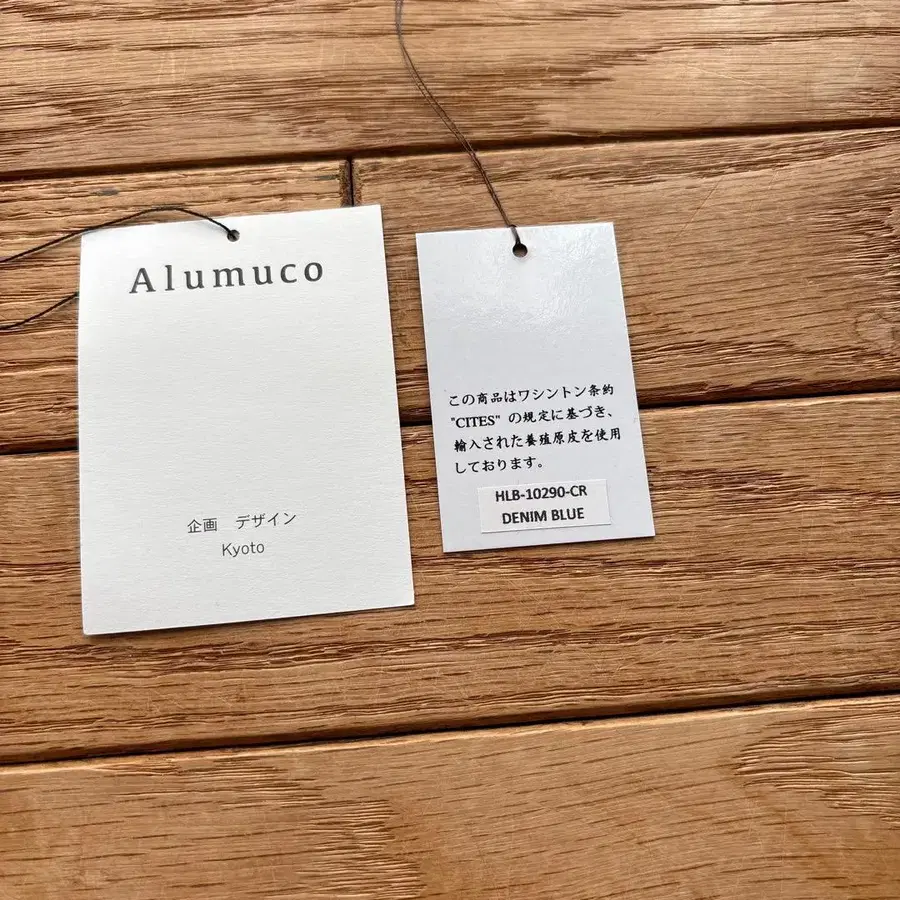 Alumuco
企画　デザイン
Kyoto
この商品はワシントン条約
"CITES" の規定に基づき、
輸入された養殖原皮を使用
しております。
HLB-10290-CR
DENIM BLUE